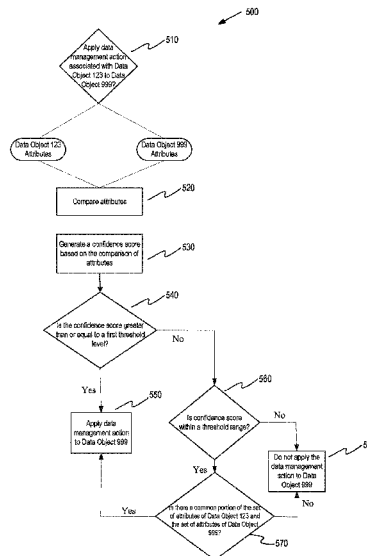 500
510
Apply data
management action
associated with Data
Object 123 to Data
Object 999?
Data Object 123
Attributes
Data Object 999
Attributes
520
Compare attributes
530
Generate a confidence score
based on the comparison of
attributes
540
Is the confidence score greater
than or equal to a first threshold
level?
No
Yes
550
560
Apply data
management action
to Data Object 999
Is confidence score
within a threshold range?
No
Do not apply the
data management
action to Data
Object 999
Yes
Yes
No
Is there a common portion of the set
of attributes of Data Object 123 and
the set of attributes of Data Object
570